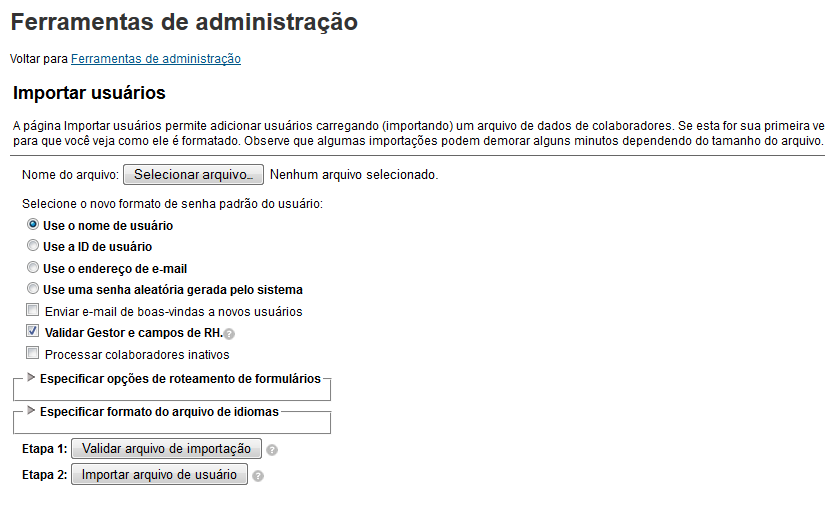 Ferramentas de administração
Voltar para Ferramentas de administração
Importar usuários
A página Importar usuários permite adicionar usuários carregando (importando) um arquivo de dados de colaboradores. Se esta for sua primeira ve
para que você veja como ele é formatado. Observe que algumas importações podem demorar alguns minutos dependendo do tamanho do arquivo.
Nome do arquivo: Selecionar arquivo... Nenhum arquivo selecionado.
Selecione o novo formato de senha padrão do usuário:
Use o nome de usuário
Use a ID de usuário
Use o endereço de e-mail
Use uma senha aleatória gerada pelo sistema
Enviar e-mail de boas-vindas a novos usuários
Validar Gestor e campos de RH. ?
Processar colaboradores inativos
Especificar opções de roteamento de formulários
Especificar formato do arquivo de idiomas
Etapa 1: Validar arquivo de importação ?
Etapa 2: Importar arquivo de usuário ?